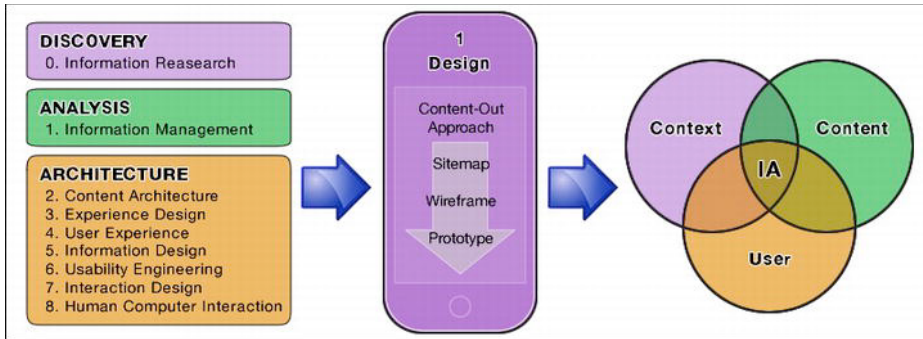 DISCOVERY
0. Information Reasearch
ANALYSIS
1. Information Management
ARCHITECTURE
2. Content Architecture
3. Experience Design
4. User Experience
5. Information Design
6. Usability Engineering
7. Interaction Design
8. Human Computer Interaction
1
Design
Content-Out
Approach
Sitemap
Wireframe
Prototype
Context
Content
IA
User